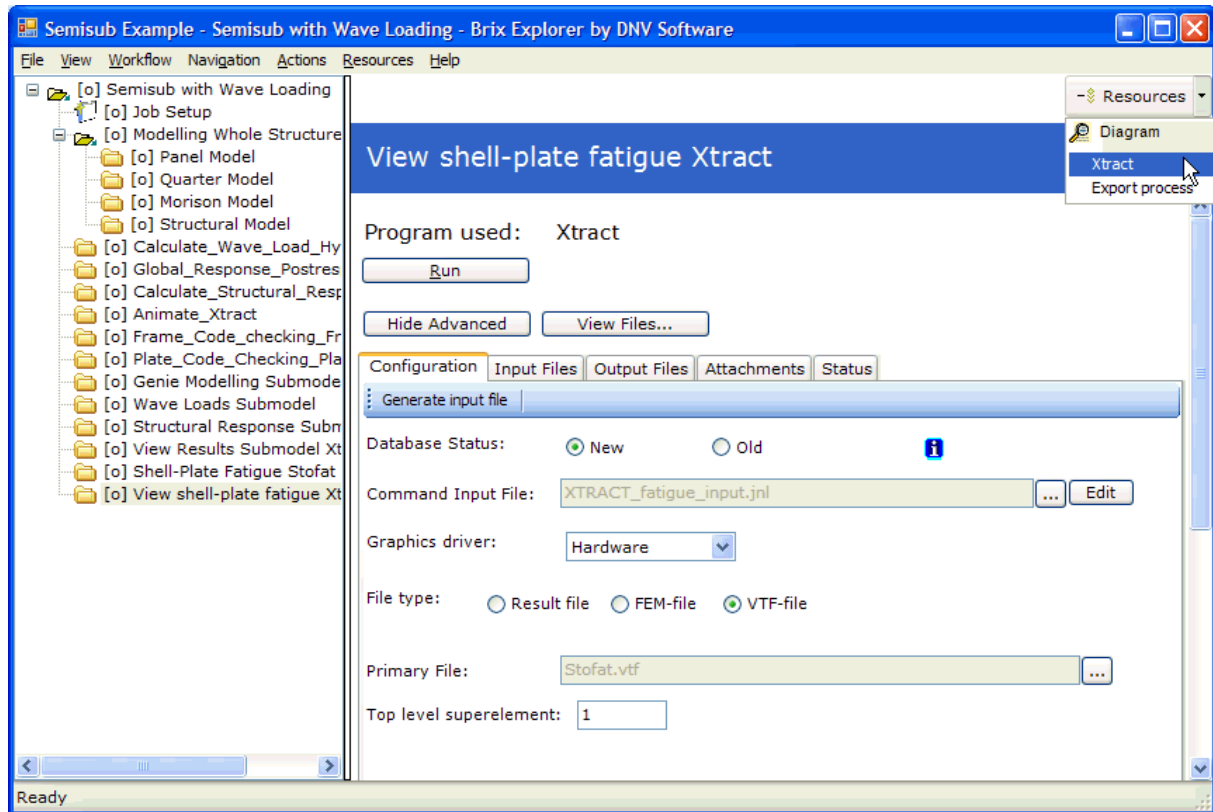 Semisub Example - Semisub with Wave Loading - Brix Explorer by DNV Software
File View Workflow Navigation Actions Resources Help
[o] Semisub with Wave Loading
[o] Job Setup
[o] Modelling Whole Structure
[o] Panel Model
[o] Quarter Model
[o] Morison Model
[o] Structural Model
[o] Calculate_Wave_Load_Hy
[o] Global_Response_Postres
[o] Calculate_Structural_Resp
[o] Animate_Xtract
[o] Frame_Code_checking_Fr
[o] Plate_Code_Checking_Pla
[o] Genie Modelling Submode
[o] Wave Loads Submodel
[o] Structural Response Subm
[o] View Results Submodel Xt
[o] Shell-Plate Fatigue Stofat
[o] View shell-plate fatigue Xt
Resources
Diagram
Xtract
Export process
View shell-plate fatigue Xtract
Program used: Xtract
Run
Hide Advanced View Files...
Configuration Input Files Output Files Attachments Status
Generate input file
Database Status: New Old
Command Input File: XTRACT_fatigue_input.jnl ... Edit
Graphics driver: Hardware
File type: Result file FEM-file VTF-file
Primary File: Stofat.vtf ...
Top level superelement: 1
Ready